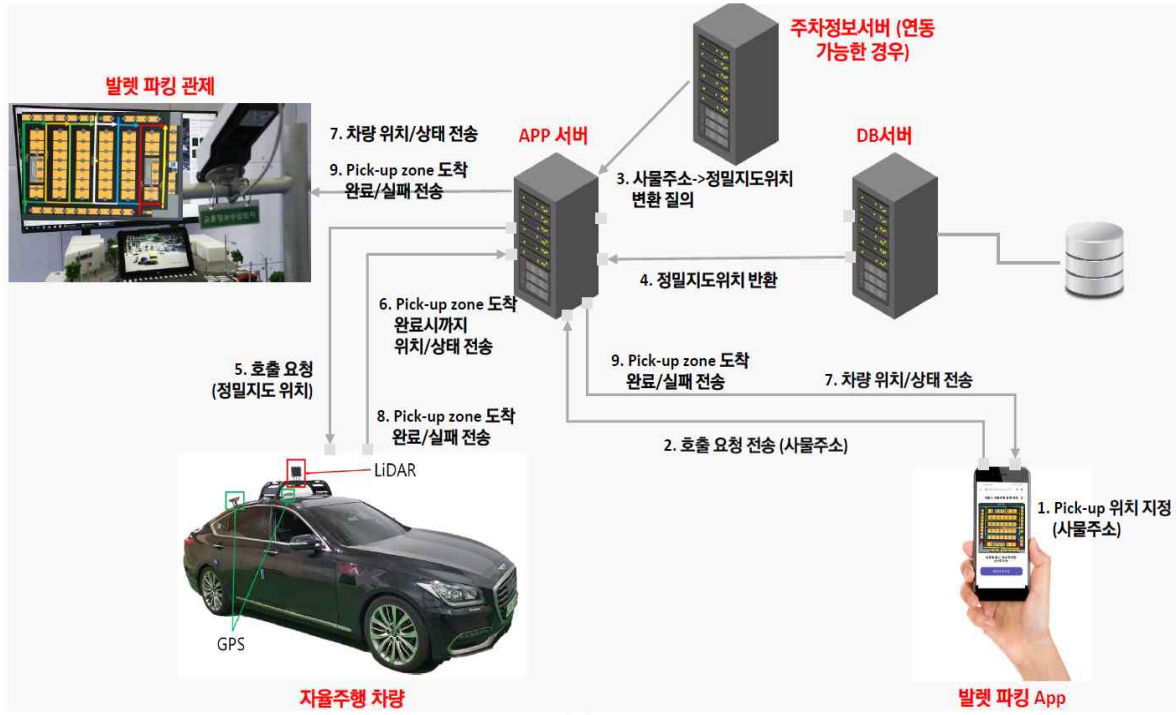 주차정보서버 (연동
가능한 경우)
발렛 파킹 관제
7. 차량 위치/상태 전송
9. Pick-up zone 도착
완료/실패 전송
APP 서버
DB서버
3. 사물주소->정밀지도위치
변환 질의
교통정보수집장치
4. 정밀지도위치 반환
6. Pick-up zone 도착
완료시까지
위치/상태 전송
5. 호출 요청
(정밀지도 위치)
9. Pick-up zone 도착
완료/실패 전송
7. 차량 위치/상태 전송
8. Pick-up zone 도착
완료/실패 전송
2. 호출 요청 전송 (사물주소)
LiDAR
1. Pick-up 위치 지정
(사물주소)
GPS
자율주행 차량
발렛 파킹 App